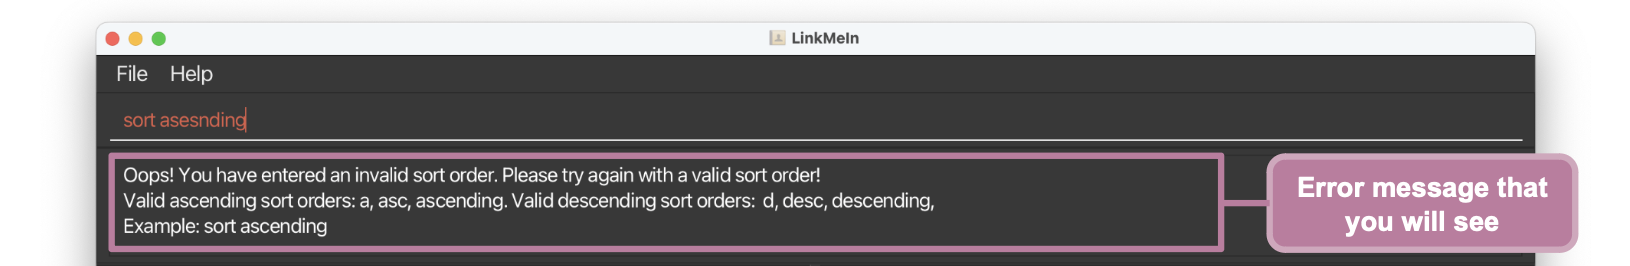 LinkMeIn
File Help
sort asesnding
Oops! You have entered an invalid sort order. Please try again with a valid sort order!
Valid ascending sort orders: a, asc, ascending. Valid descending sort orders:  d, desc, descending,
Example: sort ascending
Error message that
you will see